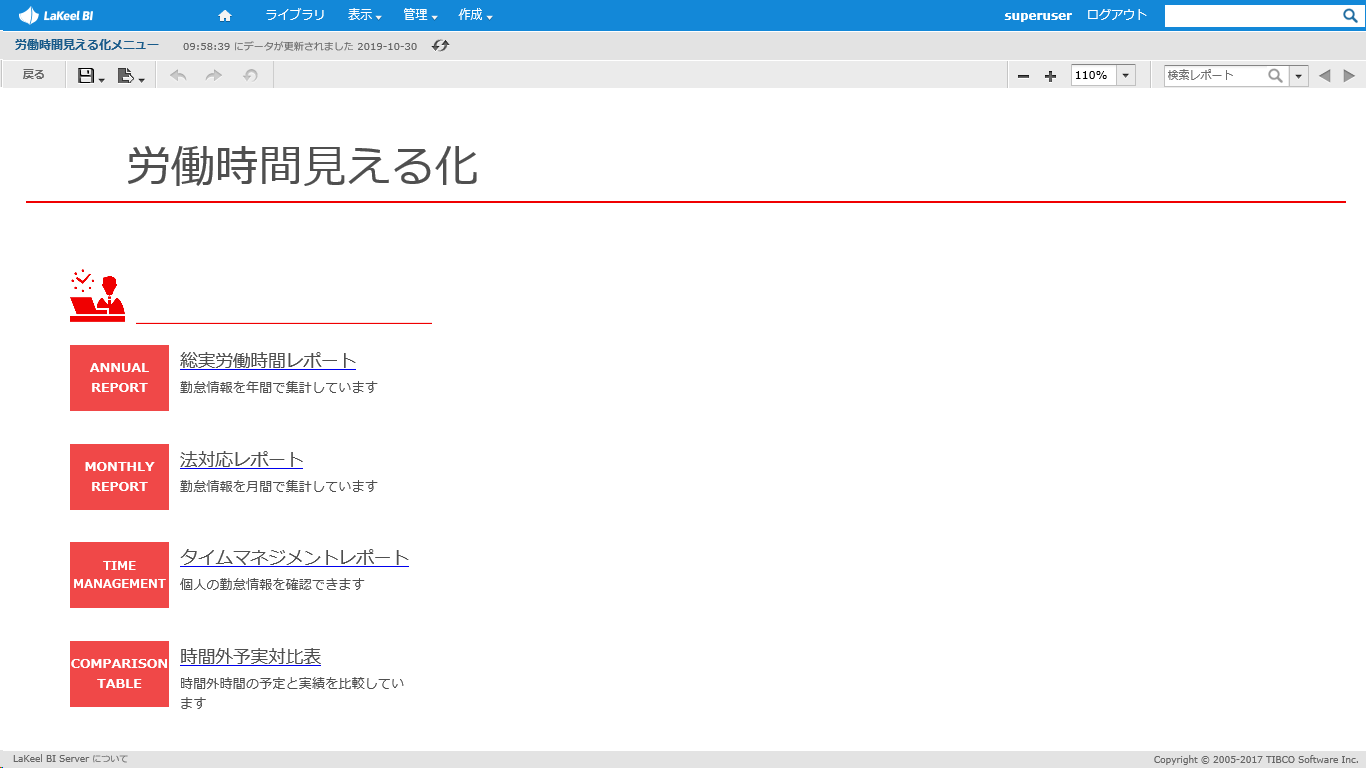 LaKeel BI ライブラリ 表示 管理 作成 superuser ログアウト
労働時間見える化メニュー 09:58:39 にデータが更新されました 2019-10-30
戻る 110% 検索レポート
労働時間見える化
ANNUAL
REPORT
総実労働時間レポート
勤怠情報を年間で集計しています
MONTHLY
REPORT
法対応レポート
勤怠情報を月間で集計しています
TIME
MANAGEMENT
タイムマネジメントレポート
個人の勤怠情報を確認できます
COMPARISON
TABLE
時間外予実対比表
時間外時間の予定と実績を比較してい
ます
LaKeel BI Server について Copyright © 2005-2017 TIBCO Software Inc.